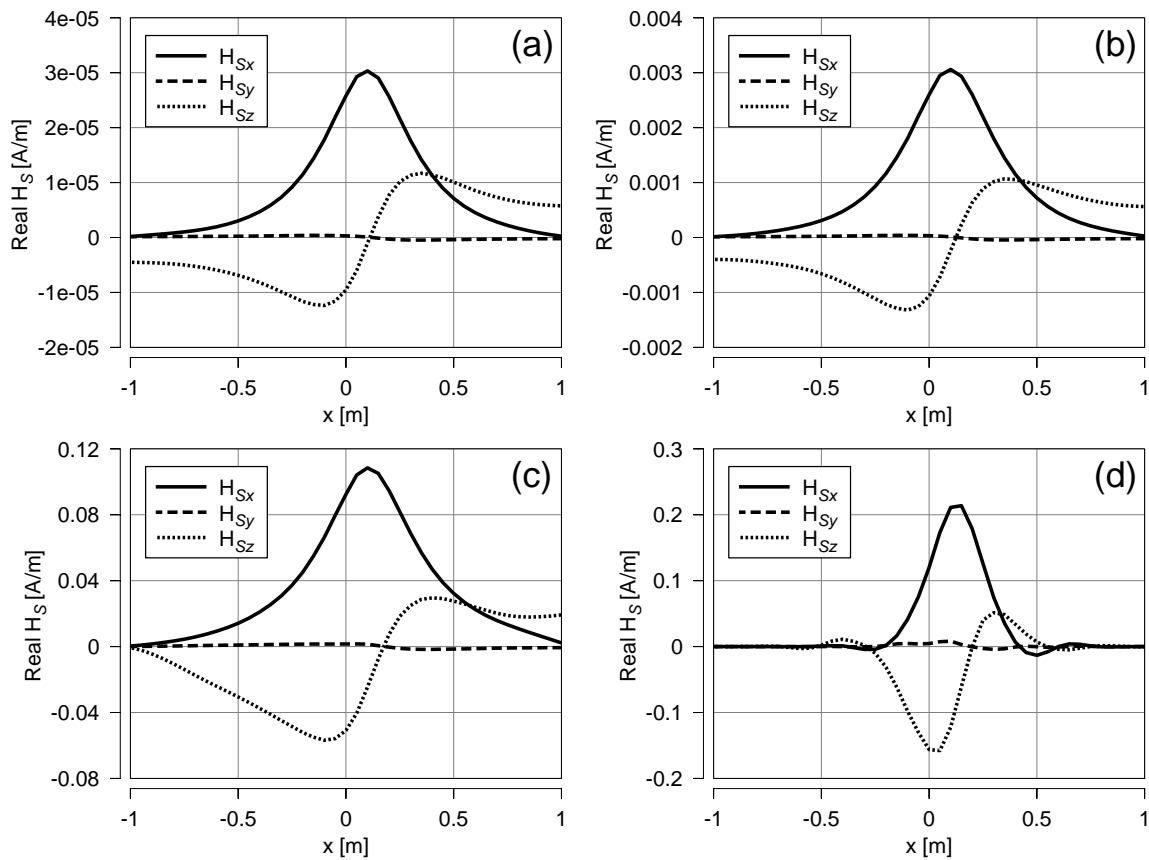 4e-05
3e-05
2e-05
1e-05
0
-1e-05
-2e-05
Real H_S [A/m]
H_Sx
H_Sy
H_Sz
(a)
-1 -0.5 0 0.5 1
x [m]
0.004
0.003
0.002
0.001
0
-0.001
-0.002
Real H_S [A/m]
H_Sx
H_Sy
H_Sz
(b)
-1 -0.5 0 0.5 1
x [m]
0.12
0.08
0.04
0
-0.04
-0.08
Real H_S [A/m]
H_Sx
H_Sy
H_Sz
(c)
-1 -0.5 0 0.5 1
x [m]
0.3
0.2
0.1
0
-0.1
-0.2
Real H_S [A/m]
H_Sx
H_Sy
H_Sz
(d)
-1 -0.5 0 0.5 1
x [m]